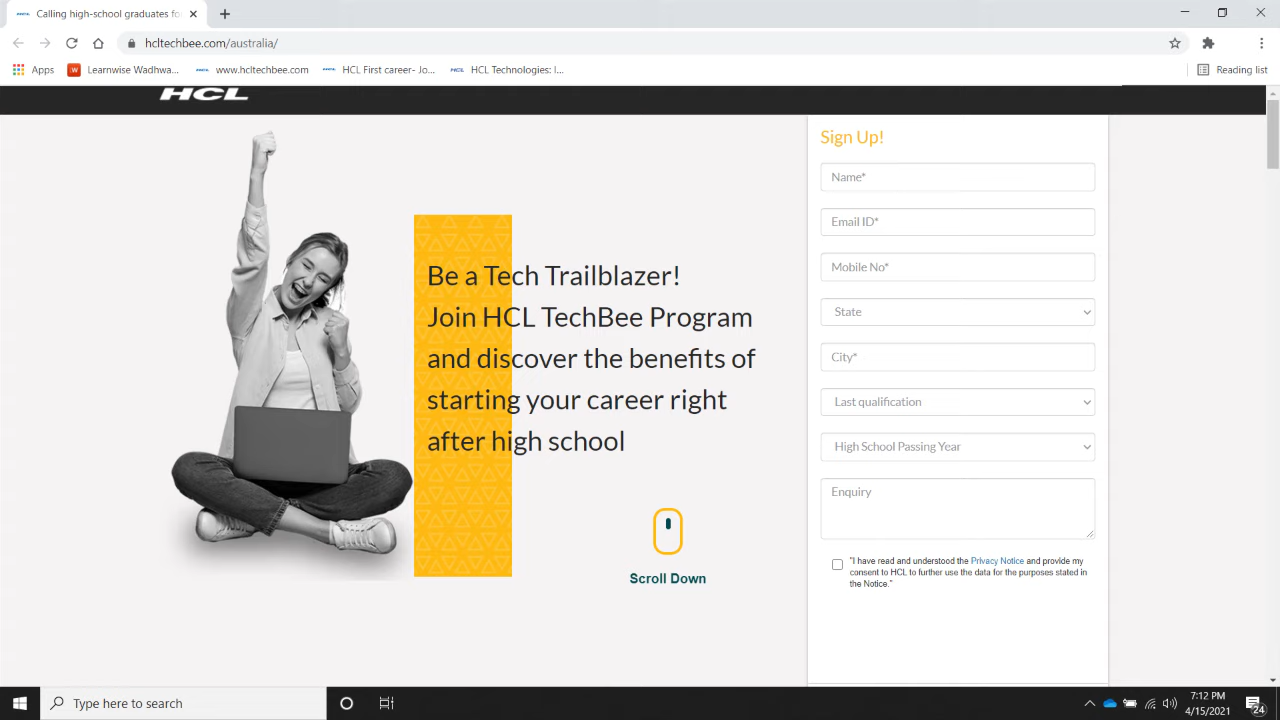 Calling high-school graduates for
hcltechbee.com/australia/
Apps
Learnwise Wadhwa...
www.hcltechbee.com
HCL First career- Jo...
HCL Technologies: I...
Reading list
HCL
Be a Tech Trailblazer!
Join HCL TechBee Program
and discover the benefits of
starting your career right
after high school
Scroll Down
Sign Up!
Name*
Email ID*
Mobile No*
State
City*
Last qualification
High School Passing Year
Enquiry
"I have read and understood the Privacy Notice and provide my
consent to HCL to further use the data for the purposes stated in
the Notice."
Type here to search
7:12 PM
4/15/2021
24